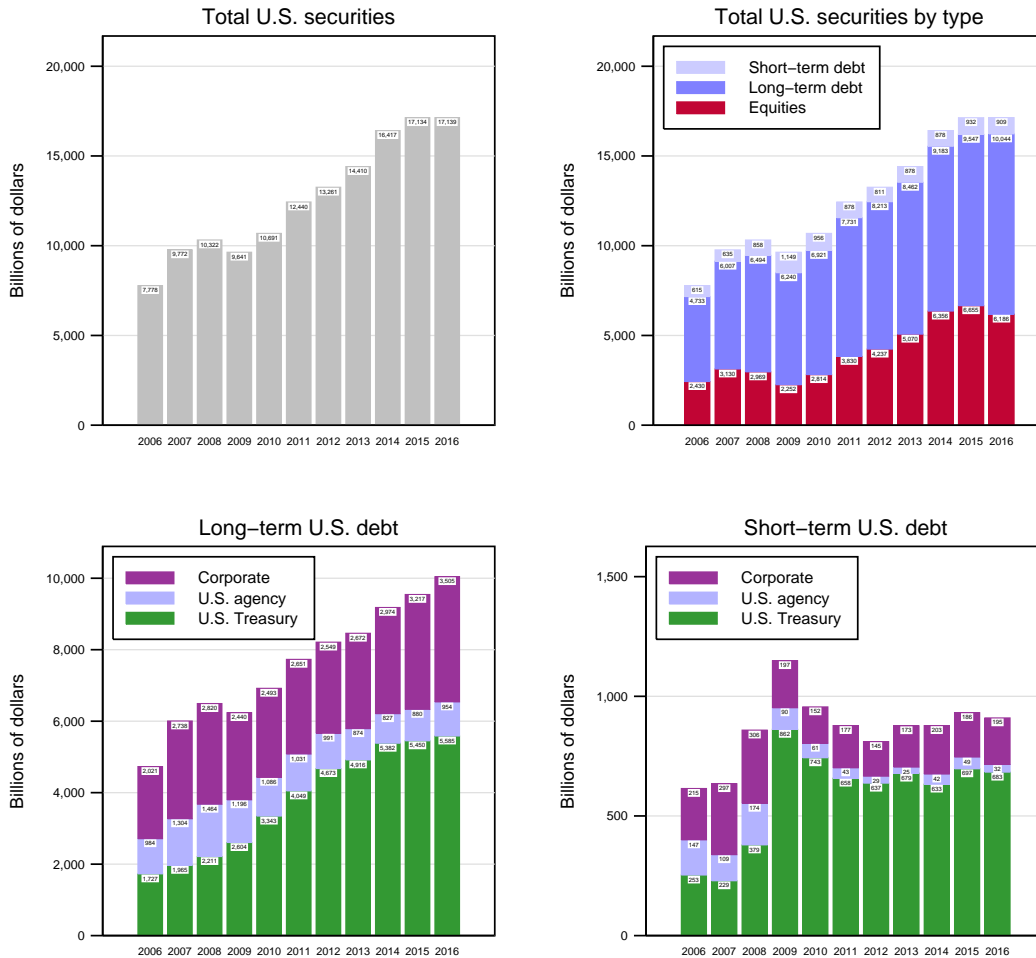 Total U.S. securities
Billions of dollars
20,000
15,000
10,000
5,000
0
7,778
9,772
10,322
9,641
10,691
12,440
13,261
14,410
16,417
17,134
17,139
2006 2007 2008 2009 2010 2011 2012 2013 2014 2015 2016
Total U.S. securities by type
Billions of dollars
20,000
15,000
10,000
5,000
0
Short−term debt
Long−term debt
Equities
615 635 858 1,149 956 878 811 878 878 932 909
4,733 6,007 6,494 6,240 6,921 7,731 8,213 8,462 9,183 9,547 10,044
2,430 3,130 2,969 2,252 2,814 3,830 4,237 5,070 6,356 6,655 6,186
2006 2007 2008 2009 2010 2011 2012 2013 2014 2015 2016
Long−term U.S. debt
Billions of dollars
10,000
8,000
6,000
4,000
2,000
0
Corporate
U.S. agency
U.S. Treasury
2,021 2,738 2,820 2,440 2,493 2,651 2,549 2,672 2,974 3,217 3,505
984 1,304 1,464 1,196 1,086 1,031 991 874 827 880 954
1,727 1,965 2,211 2,604 3,343 4,049 4,673 4,916 5,382 5,450 5,585
2006 2007 2008 2009 2010 2011 2012 2013 2014 2015 2016
Short−term U.S. debt
Billions of dollars
1,500
1,000
500
0
Corporate
U.S. agency
U.S. Treasury
215 297 306 197 152 177 145 173 203 186 195
147 109 174 90 61 43 29 25 42 49 32
253 229 379 862 743 658 637 679 633 697 683
2006 2007 2008 2009 2010 2011 2012 2013 2014 2015 2016